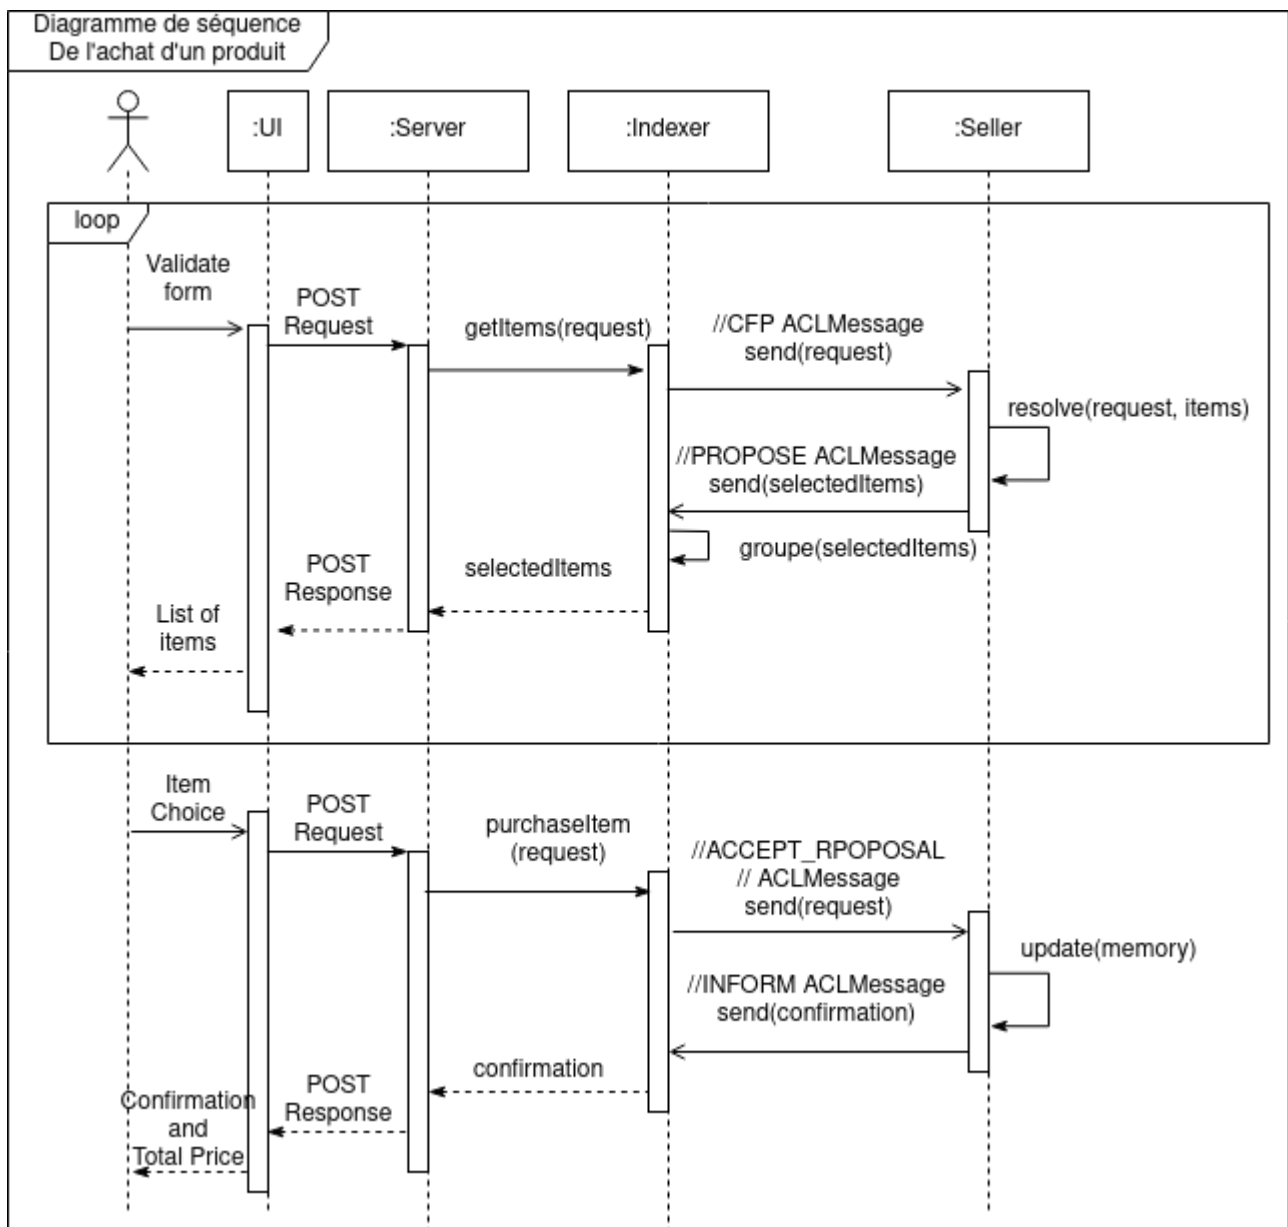 Diagramme de séquence
De l'achat d'un produit
:UI
:Server
:Indexer
:Seller
loop
Validate
form
POST
Request
getItems(request)
//CFP ACLMessage
send(request)
resolve(request, items)
//PROPOSE ACLMessage
send(selectedItems)
groupe(selectedItems)
selectedItems
POST
Response
List of
items
Item
Choice
POST
Request
purchaseItem
(request)
//ACCEPT_RPOPOSAL
// ACLMessage
send(request)
update(memory)
//INFORM ACLMessage
send(confirmation)
confirmation
POST
Response
Confirmation
and
Total Price